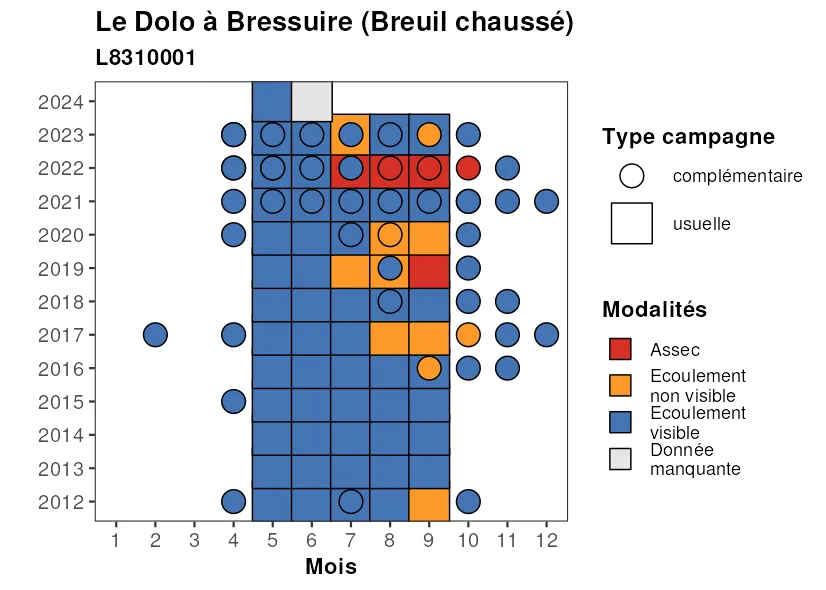 Le Dolo à Bressuire (Breuil chaussé)
L8310001
2024
2023
2022
2021
2020
2019
2018
2017
2016
2015
2014
2013
2012
1 2 3 4 5 6 7 8 9 10 11 12
Mois
Type campagne
complémentaire
usuelle
Modalités
Assec
Ecoulement
non visible
Ecoulement
visible
Donnée
manquante